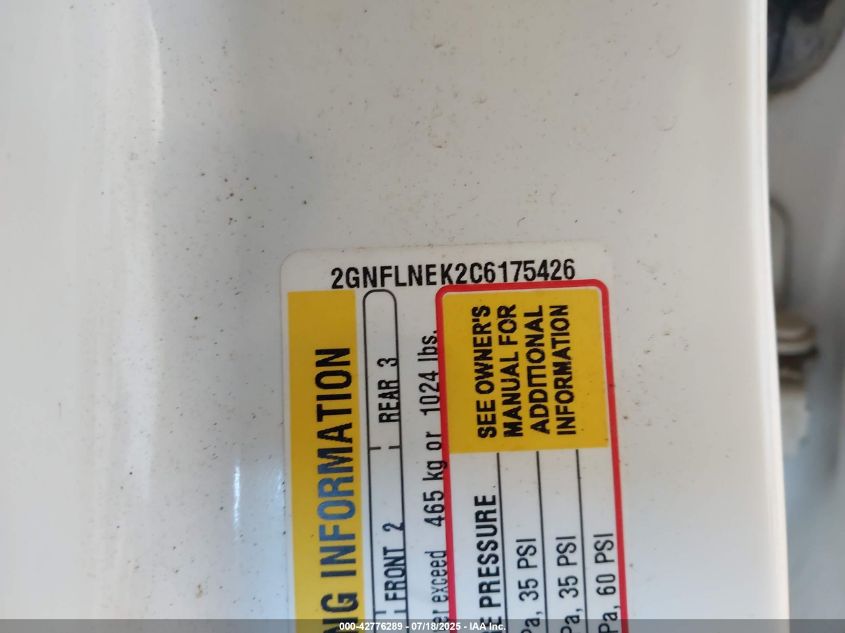 2GNFLNEK2C6175426
NG INFORMATION
FRONT 2 REAR 3
exceed 465 kg or 1024 lbs.
PRESSURE
SEE OWNER'S
MANUAL FOR
ADDITIONAL
INFORMATION
Pa, 35 PSI
Pa, 35 PSI
Pa, 60 PSI
000-42776289 - 07/18/2025 - IAA Inc.